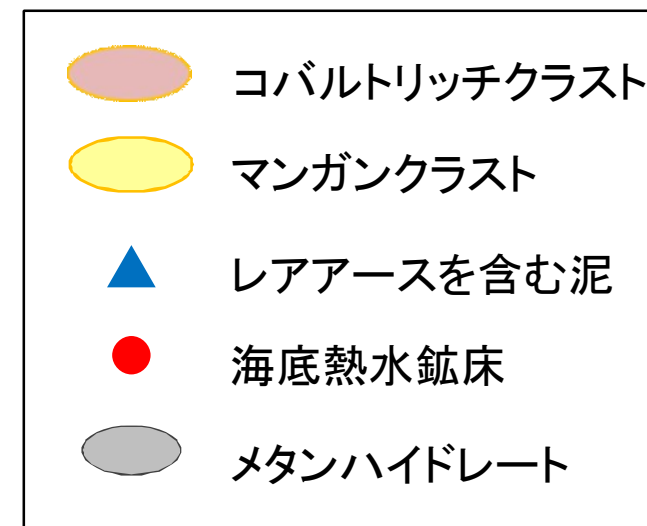 コバルトリッチクラスト
マンガンクラスト
レアアースを含む泥
海底熱水鉱床
メタンハイドレート